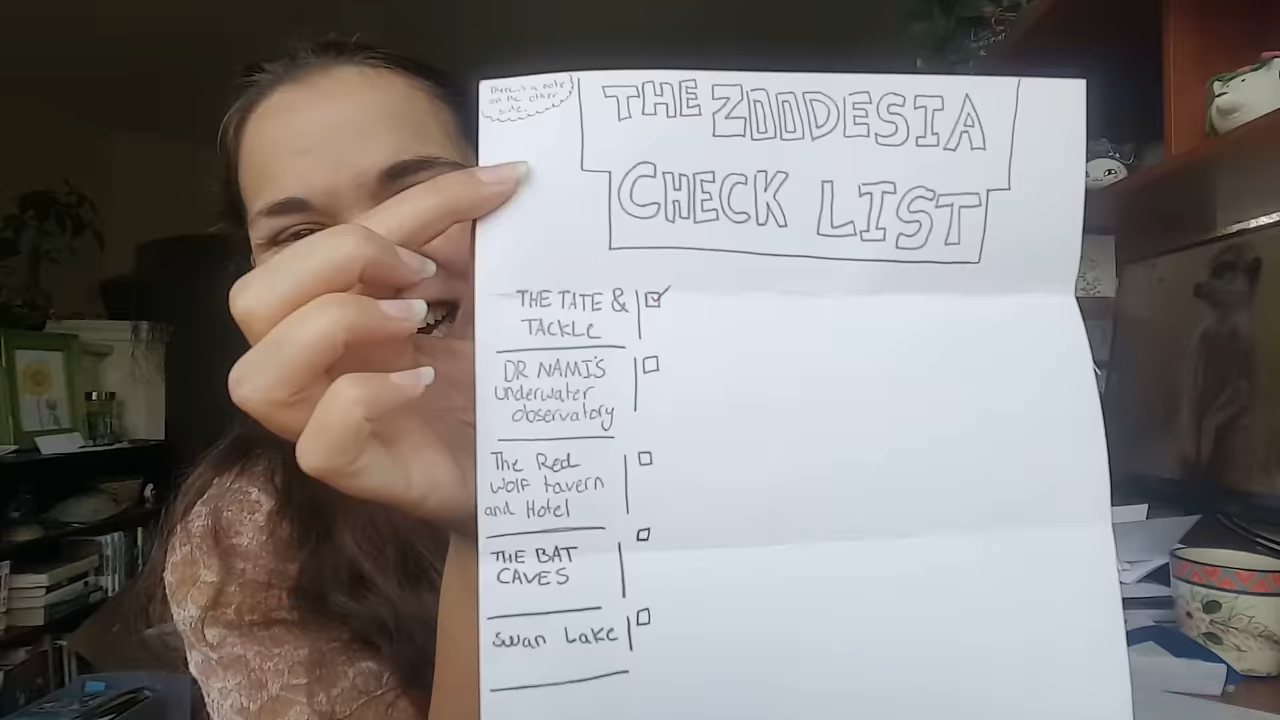 There is a note
on the other
side.
THE ZOODESIA
CHECK LIST
THE TATE &
TACKLE
DR NAMI'S
underwater
observatory
The Red
Wolf tavern
and Hotel
THE BAT
CAVES
Swan Lake